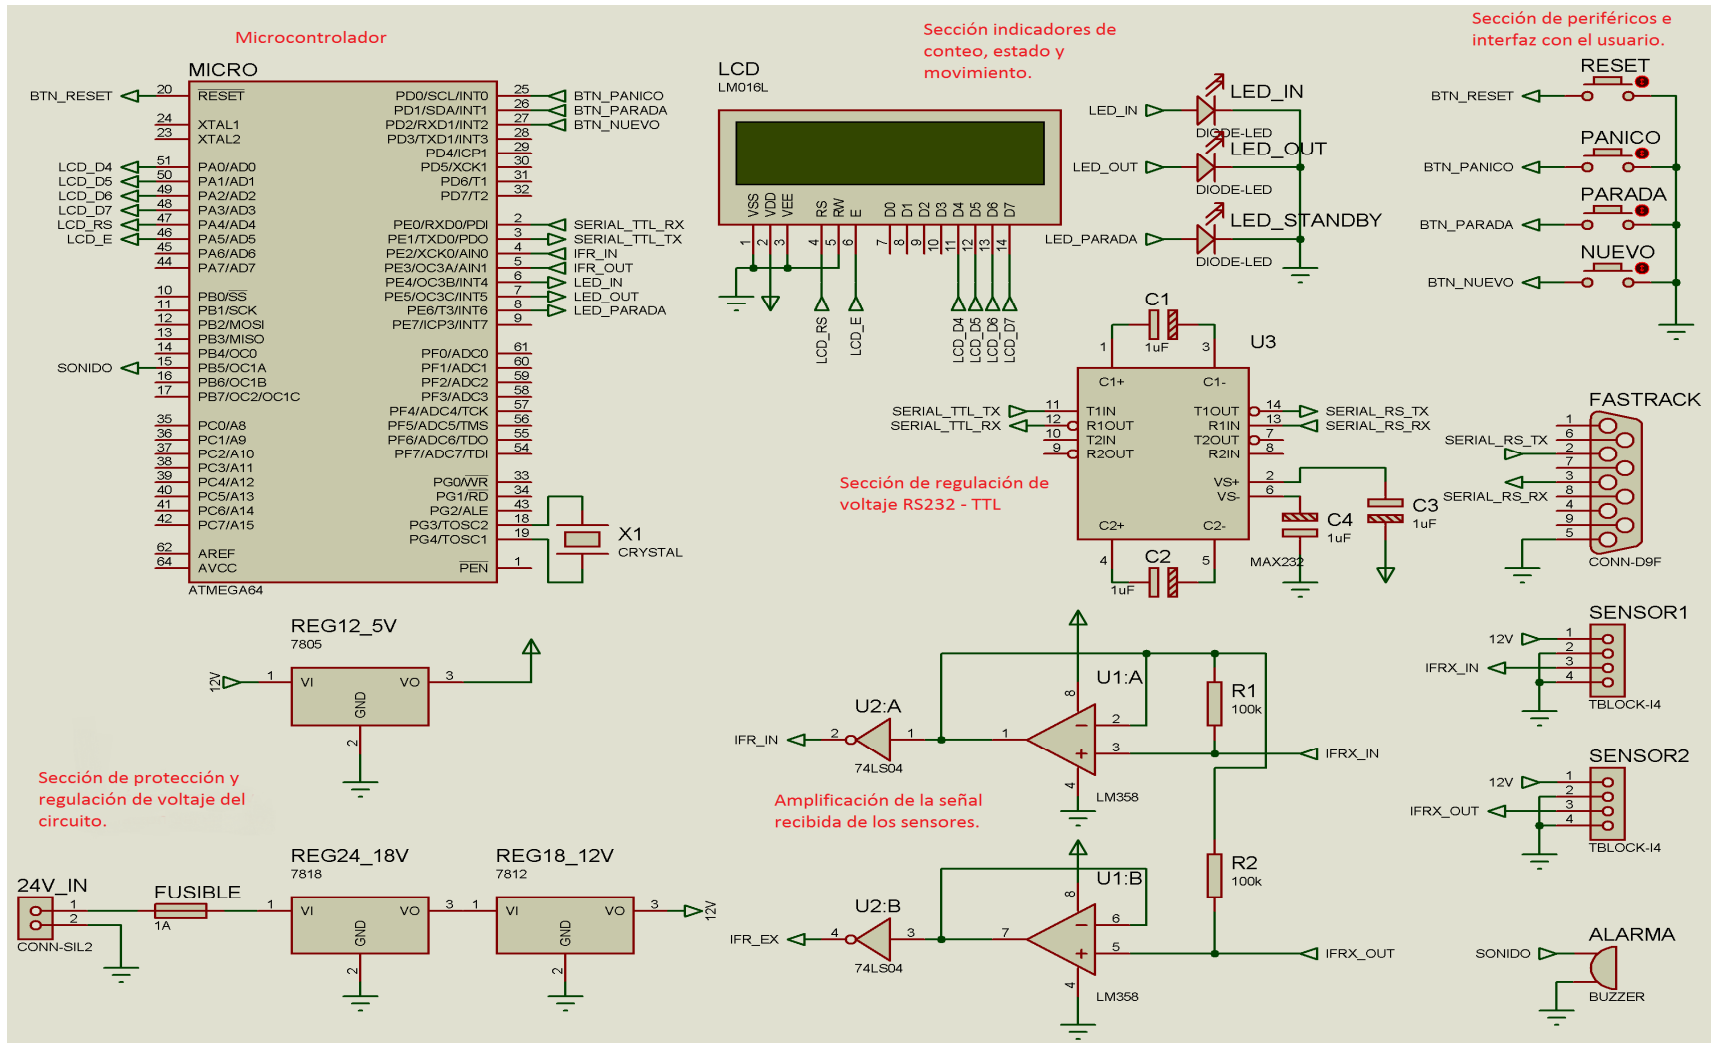 Microcontrolador
MICRO
BTN_RESET 20 RESET
24 XTAL1
23 XTAL2
LCD_D4 51 PA0/AD0
LCD_D5 50 PA1/AD1
LCD_D6 49 PA2/AD2
LCD_D7 48 PA3/AD3
LCD_RS 47 PA4/AD4
LCD_E 46 PA5/AD5
45 PA6/AD6
44 PA7/AD7
10 PB0/SS
11 PB1/SCK
12 PB2/MOSI
13 PB3/MISO
14 PB4/OC0
SONIDO 15 PB5/OC1A
16 PB6/OC1B
17 PB7/OC2/OC1C
35 PC0/A8
36 PC1/A9
37 PC2/A10
38 PC3/A11
39 PC4/A12
40 PC5/A13
41 PC6/A14
42 PC7/A15
62 AREF
64 AVCC
ATMEGA64
PD0/SCL/INT0 25 BTN_PANICO
PD1/SDA/INT1 26 BTN_PARADA
PD2/RXD1/INT2 27 BTN_NUEVO
PD3/TXD1/INT3 28
PD4/ICP1 29
PD5/XCK1 30
PD6/T1 31
PD7/T2 32
PE0/RXD0/PDI 2 SERIAL_TTL_RX
PE1/TXD0/PDO 3 SERIAL_TTL_TX
PE2/XCK0/AIN0 4 IFR_IN
PE3/OC3A/AIN1 5 IFR_OUT
PE4/OC3B/INT4 6 LED_IN
PE5/OC3C/INT5 7 LED_OUT
PE6/T3/INT6 8 LED_PARADA
PE7/ICP3/INT7 9
PF0/ADC0 61
PF1/ADC1 60
PF2/ADC2 59
PF3/ADC3 58
PF4/ADC4/TCK 57
PF5/ADC5/TMS 56
PF6/ADC6/TDO 55
PF7/ADC7/TDI 54
PG0/WR 33
PG1/RD 34
PG2/ALE 43
PG3/TOSC2 18
PG4/TOSC1 19
PEN 1
X1
CRYSTAL
Sección indicadores de
conteo, estado y
movimiento.
LCD
LM016L
VSS VDD VEE RS RW E D0 D1 D2 D3 D4 D5 D6 D7
1 2 3 4 5 6 7 8 9 10 11 12 13 14
LCD_RS LCD_E LCD_D4 LCD_D5 LCD_D6 LCD_D7
LED_IN LED_IN
DIODE-LED
LED_OUT LED_OUT
DIODE-LED
LED_PARADA LED_STANDBY
DIODE-LED
Sección de periféricos e
interfaz con el usuario.
RESET
BTN_RESET
PANICO
BTN_PANICO
PARADA
BTN_PARADA
NUEVO
BTN_NUEVO
C1
1uF
1 3
U3
C1+ C1-
SERIAL_TTL_TX 11 T1IN T1OUT 14 SERIAL_RS_TX
SERIAL_TTL_RX 12 R1OUT R1IN 13 SERIAL_RS_RX
10 T2IN T2OUT 7
9 R2OUT R2IN 8
VS+ 2
VS- 6
C2+ C2-
4 5
C2
1uF
MAX232
C4
1uF
C3
1uF
Sección de regulación de
voltaje RS232 - TTL
FASTRACK
SERIAL_RS_TX
SERIAL_RS_RX
1
6
2
7
3
8
4
9
5
CONN-D9F
REG12_5V
7805
12V 1 VI VO 3
GND
2
Sección de protección y
regulación de voltaje del
circuito.
24V_IN
1
2
CONN-SIL2
FUSIBLE
1A
REG24_18V
7818
1 VI VO 3
GND
2
REG18_12V
7812
1 VI VO 3 12V
GND
2
U1:A
8
2
3
1
4
LM358
U2:A
IFR_IN 2 1
74LS04
R1
100k
IFRX_IN
Amplificación de la señal
recibida de los sensores.
U1:B
8
6
5
7
4
LM358
U2:B
IFR_EX 4 3
74LS04
R2
100k
IFRX_OUT
SENSOR1
12V 1
2
IFRX_IN 3
4
TBLOCK-I4
SENSOR2
12V 1
2
IFRX_OUT 3
4
TBLOCK-I4
ALARMA
SONIDO
BUZZER